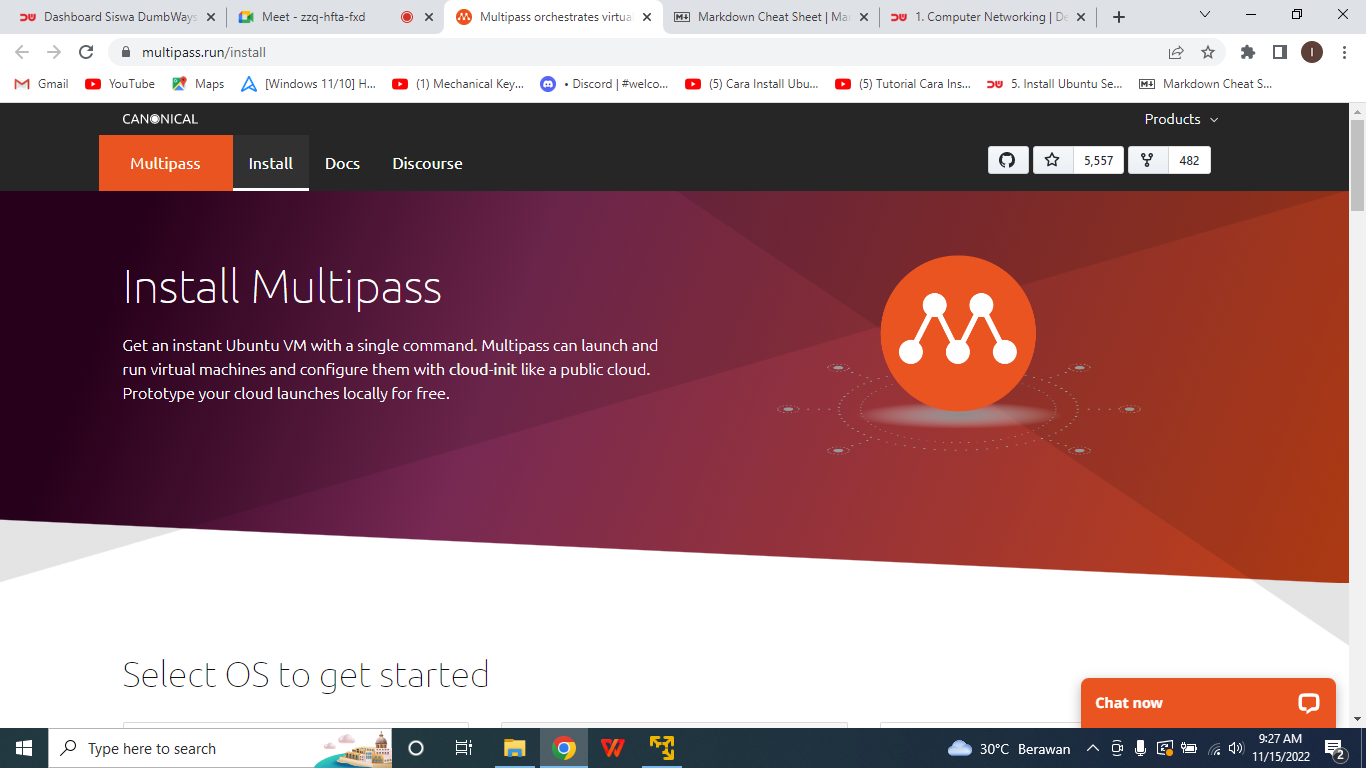 Dashboard Siswa DumbWays
Meet - zzq-hfta-fxd
Multipass orchestrates virtua
Markdown Cheat Sheet | Ma
1. Computer Networking | De
multipass.run/install
I
Gmail
YouTube
Maps
[Windows 11/10] H...
(1) Mechanical Key...
• Discord | #welco...
(5) Cara Install Ubu...
(5) Tutorial Cara Ins...
5. Install Ubuntu Se...
Markdown Cheat S...
CANONICAL
Products
Multipass
Install
Docs
Discourse
5,557
482
Install Multipass
Get an instant Ubuntu VM with a single command. Multipass can launch and
run virtual machines and configure them with cloud-init like a public cloud.
Prototype your cloud launches locally for free.
Select OS to get started
Chat now
Type here to search
30°C Berawan
9:27 AM
11/15/2022
2